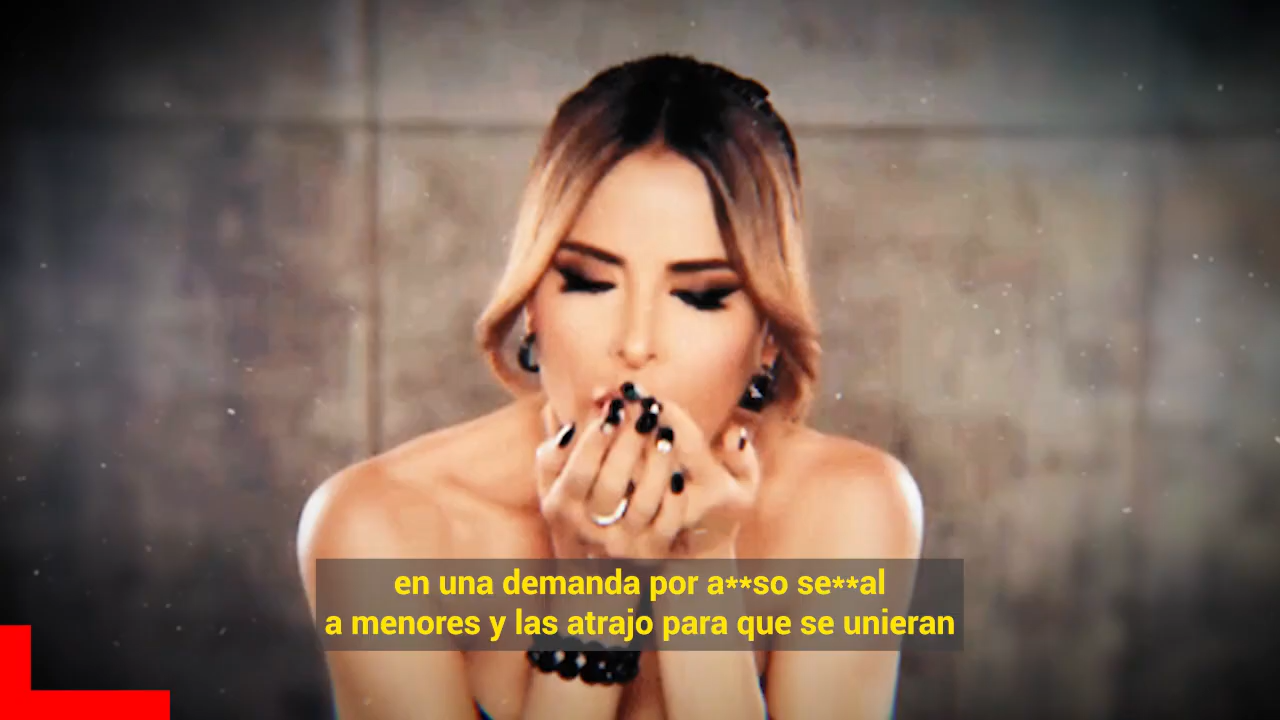 en una demanda por a**so se**al
a menores y las atrajo para que se unieran